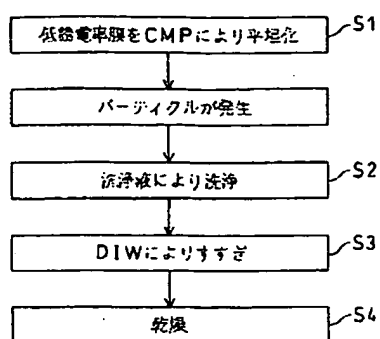 低誘電率膜をCMPにより平坦化 S1
パーティクルが発生
洗浄液により洗浄 S2
DIWによりすすぎ S3
乾燥 S4